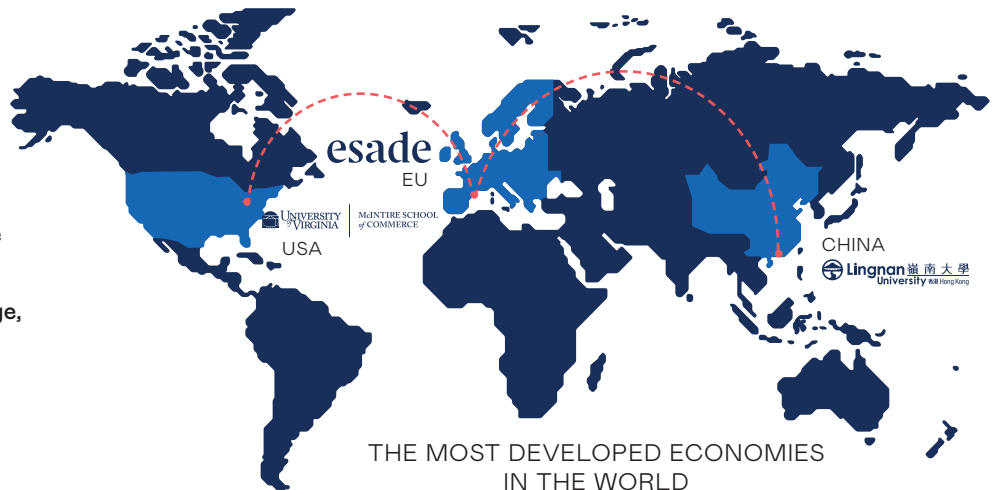 esade
EU
UNIVERSITY
of VIRGINIA
McINTIRE SCHOOL
of COMMERCE
USA
CHINA
Lingnan 嶺南大學
University 香港 Hong Kong
ge,
THE MOST DEVELOPED ECONOMIES
IN THE WORLD